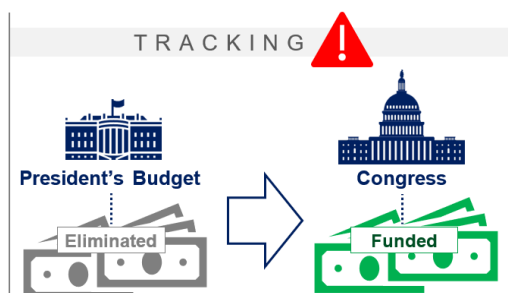 TRACKING
President's Budget
Congress
Eliminated
Funded